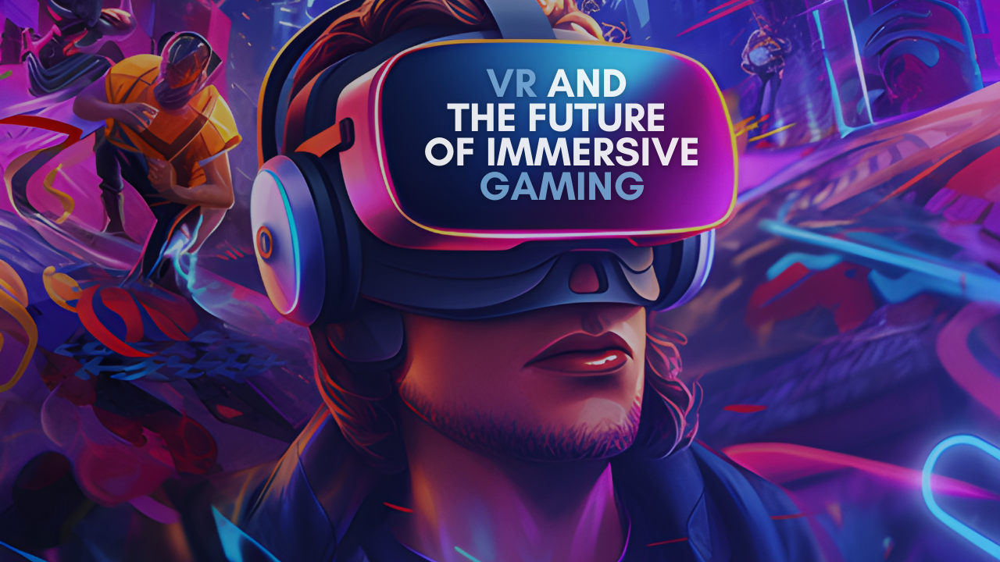 VR AND
THE FUTURE
OF IMMERSIVE
GAMING